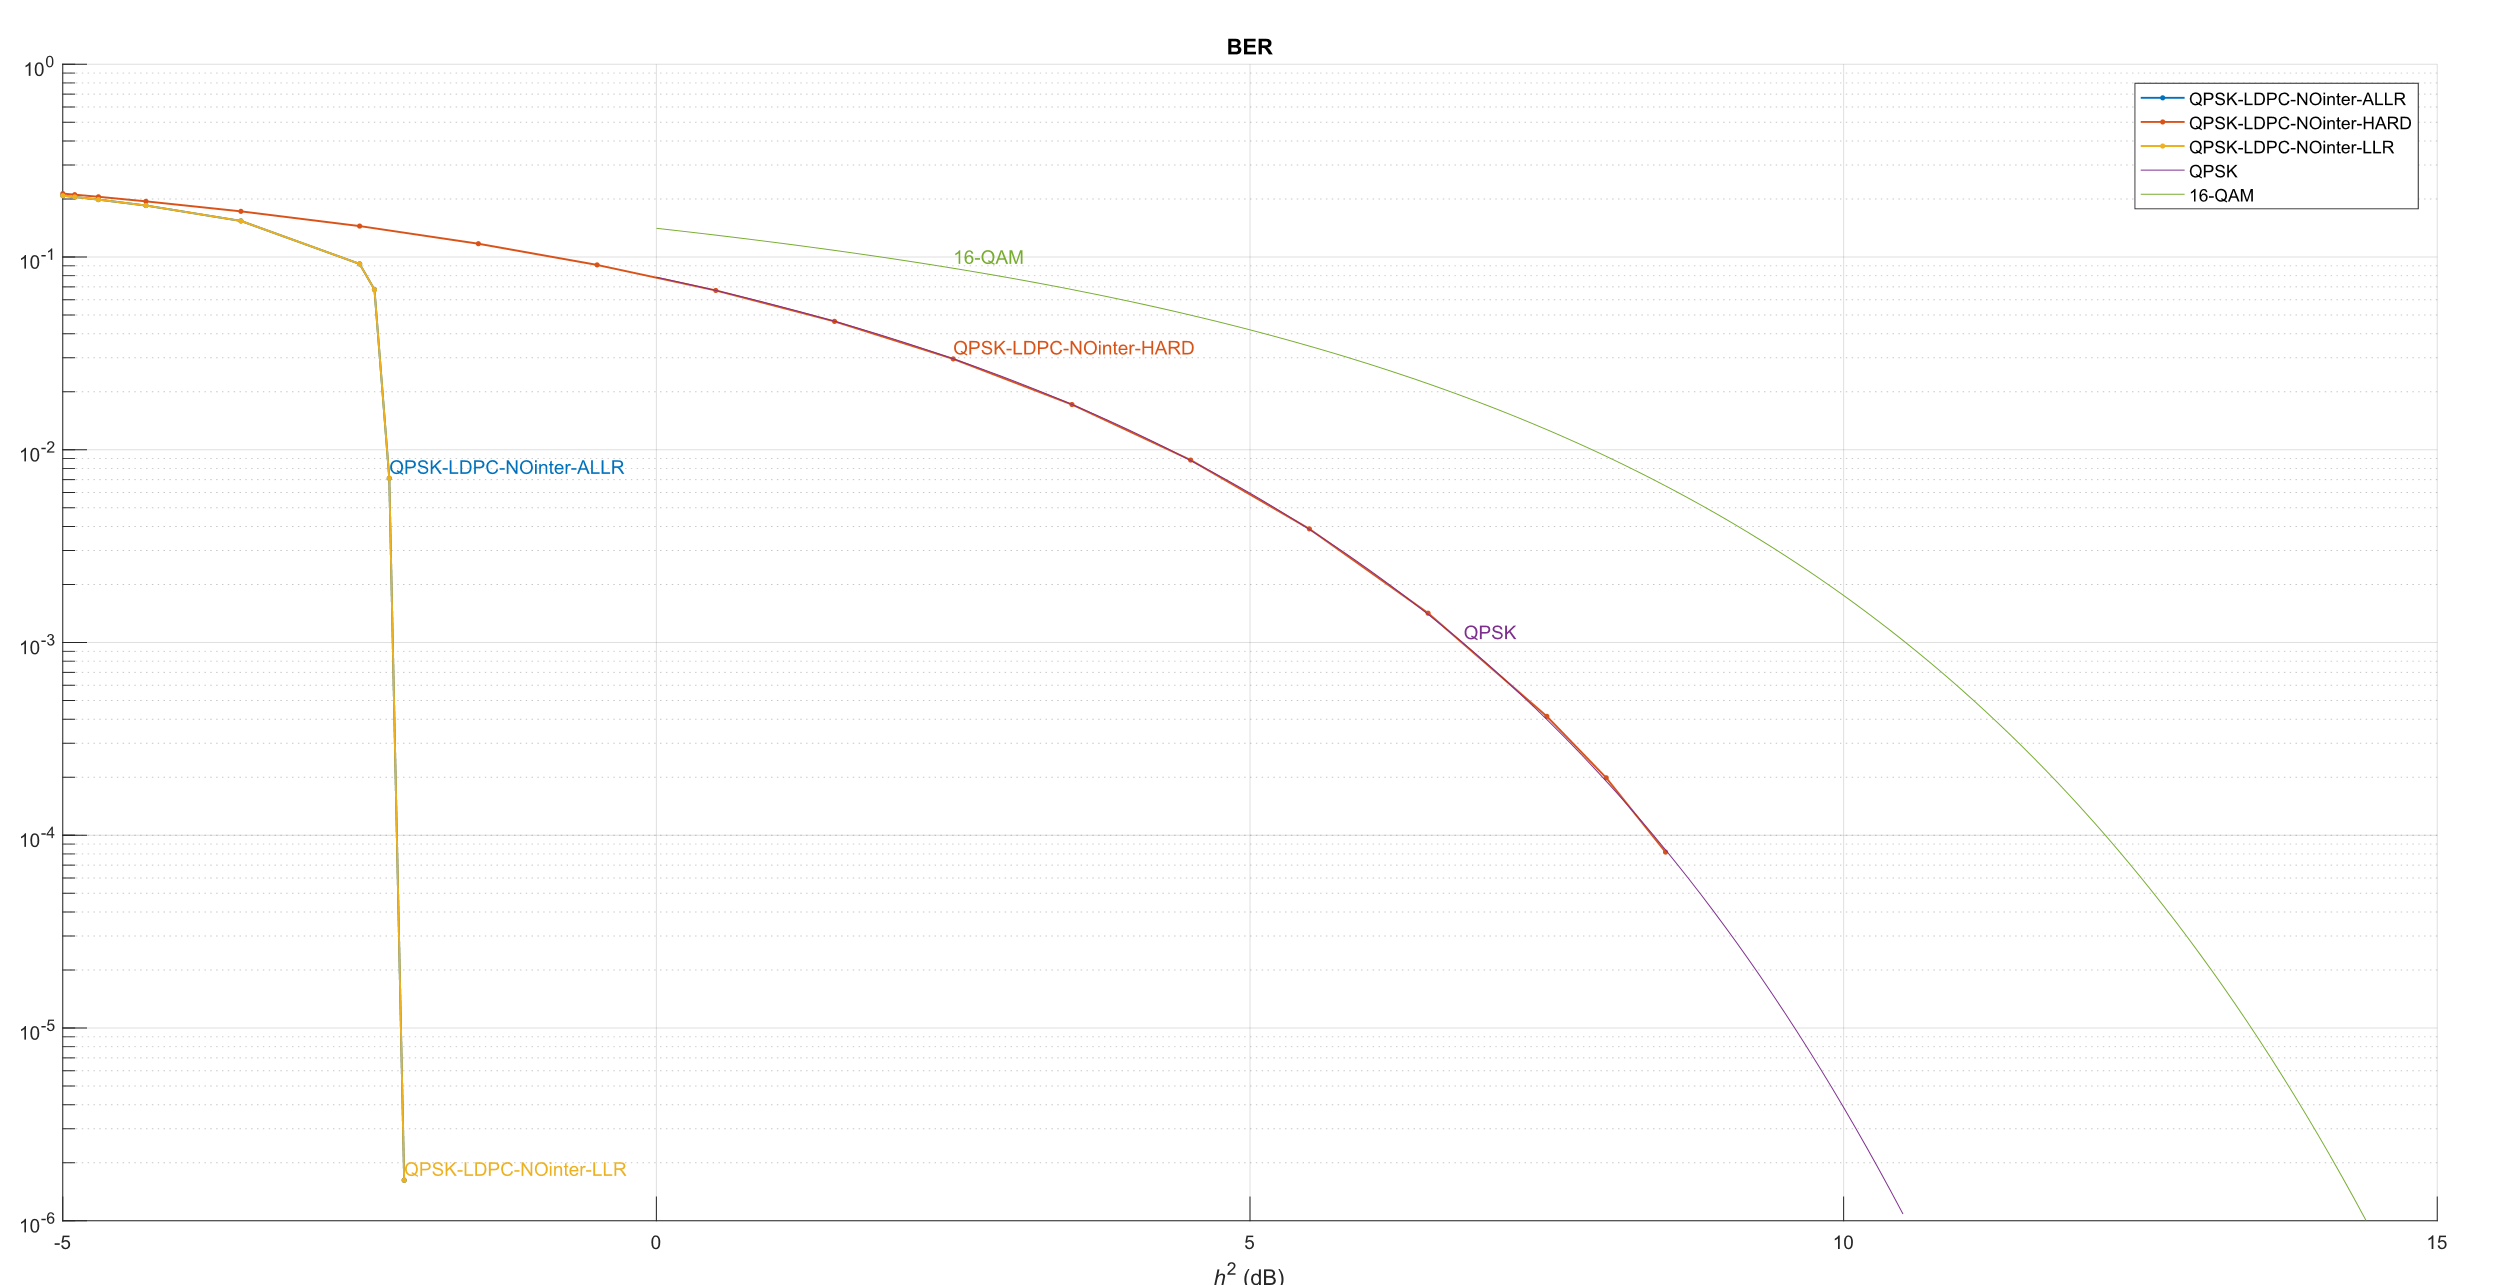 BER
10^0
10^-1
10^-2
10^-3
10^-4
10^-5
10^-6
QPSK-LDPC-NOinter-ALLR
QPSK-LDPC-NOinter-HARD
QPSK-LDPC-NOinter-LLR
QPSK
16-QAM
16-QAM
QPSK-LDPC-NOinter-HARD
QPSK-LDPC-NOinter-ALLR
QPSK
QPSK-LDPC-NOinter-LLR
-5 0 5 10 15
h^2 (dB)